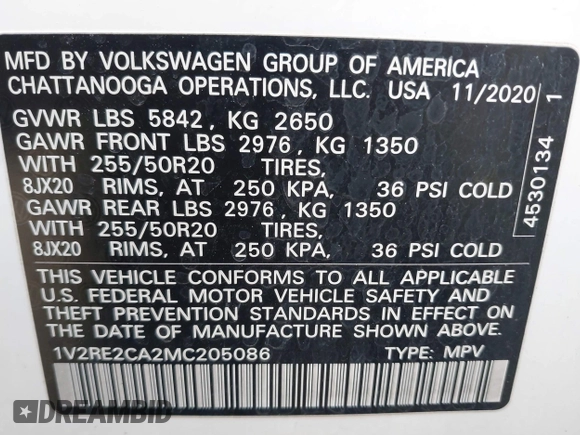 MFD BY VOLKSWAGEN GROUP OF AMERICA
CHATTANOOGA OPERATIONS, LLC. USA 11/2020
GVWR LBS 5842, KG 2650
GAWR FRONT LBS 2976, KG 1350
WITH 255/50R20 TIRES,
8JX20 RIMS, AT 250 KPA, 36 PSI COLD
GAWR REAR LBS 2976, KG 1350
WITH 255/50R20 TIRES,
8JX20 RIMS, AT 250 KPA, 36 PSI COLD
4530134 1
THIS VEHICLE CONFORMS TO ALL APPLICABLE
U.S. FEDERAL MOTOR VEHICLE SAFETY AND
THEFT PREVENTION STANDARDS IN EFFECT ON
THE DATE OF MANUFACTURE SHOWN ABOVE.
1V2RE2CA2MC205086 TYPE: MPV
DREAMBID